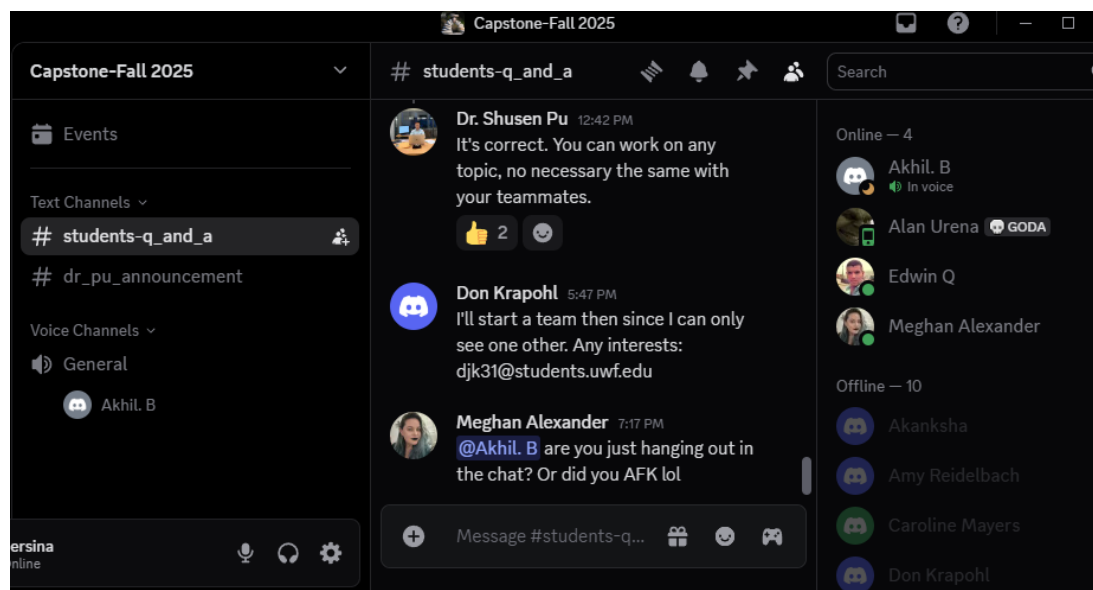 Capstone-Fall 2025
Capstone-Fall 2025
Events
Text Channels
# students-q_and_a
# dr_pu_announcement
Voice Channels
General
Akhil. B
ersina
nline
# students-q_and_a
Search
Dr. Shusen Pu 12:42 PM
It's correct. You can work on any
topic, no necessary the same with
your teammates.
👍 2
Don Krapohl 5:47 PM
I'll start a team then since I can only
see one other. Any interests:
djk31@students.uwf.edu
Meghan Alexander 7:17 PM
@Akhil. B are you just hanging out in
the chat? Or did you AFK lol
Message #students-q...
Online — 4
Akhil. B
In voice
Alan Urena GODA
Edwin Q
Meghan Alexander
Offline — 10
Akanksha
Amy Reidelbach
Caroline Mayers
Don Krapohl